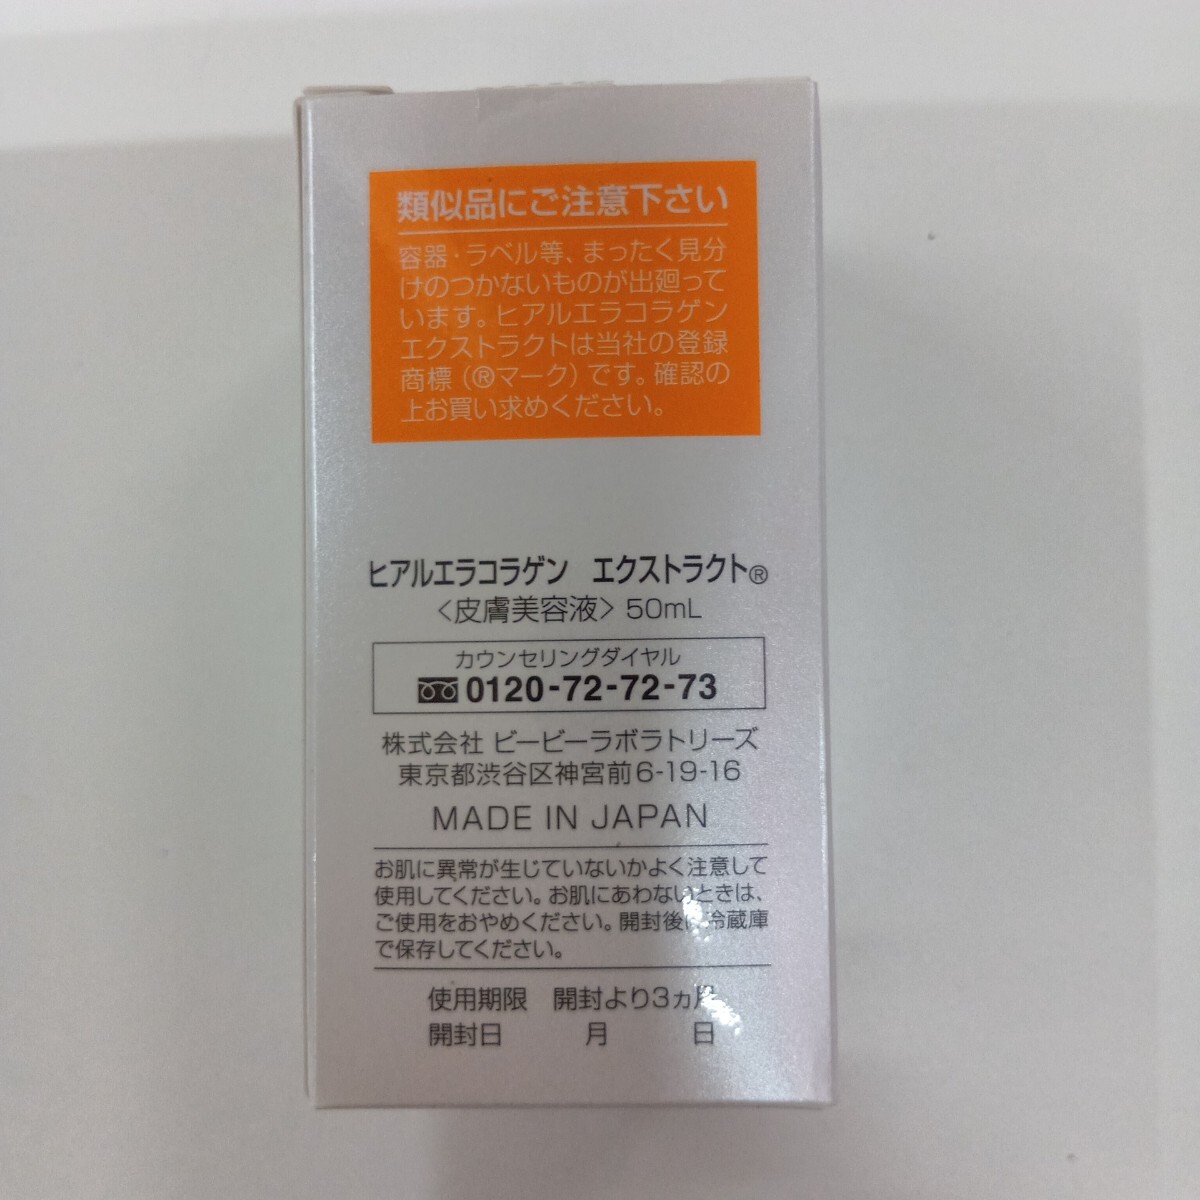 類似品にご注意下さい
容器・ラベル等、まったく見分
けのつかないものが出廻って
います。ヒアルエラコラゲン
エクストラクトは当社の登録
商標(®マーク)です。確認の
上お買い求めください。
ヒアルエラコラゲン エクストラクト®
〈皮膚美容液〉50mL
カウンセリングダイヤル
0120-72-72-73
株式会社 ビービーラボラトリーズ
東京都渋谷区神宮前6-19-16
MADE IN JAPAN
お肌に異常が生じていないかよく注意して
使用してください。お肌にあわないときは、
ご使用をおやめください。開封後は冷蔵庫
で保存してください。
使用期限 開封より3ヵ月
開封日 月 日